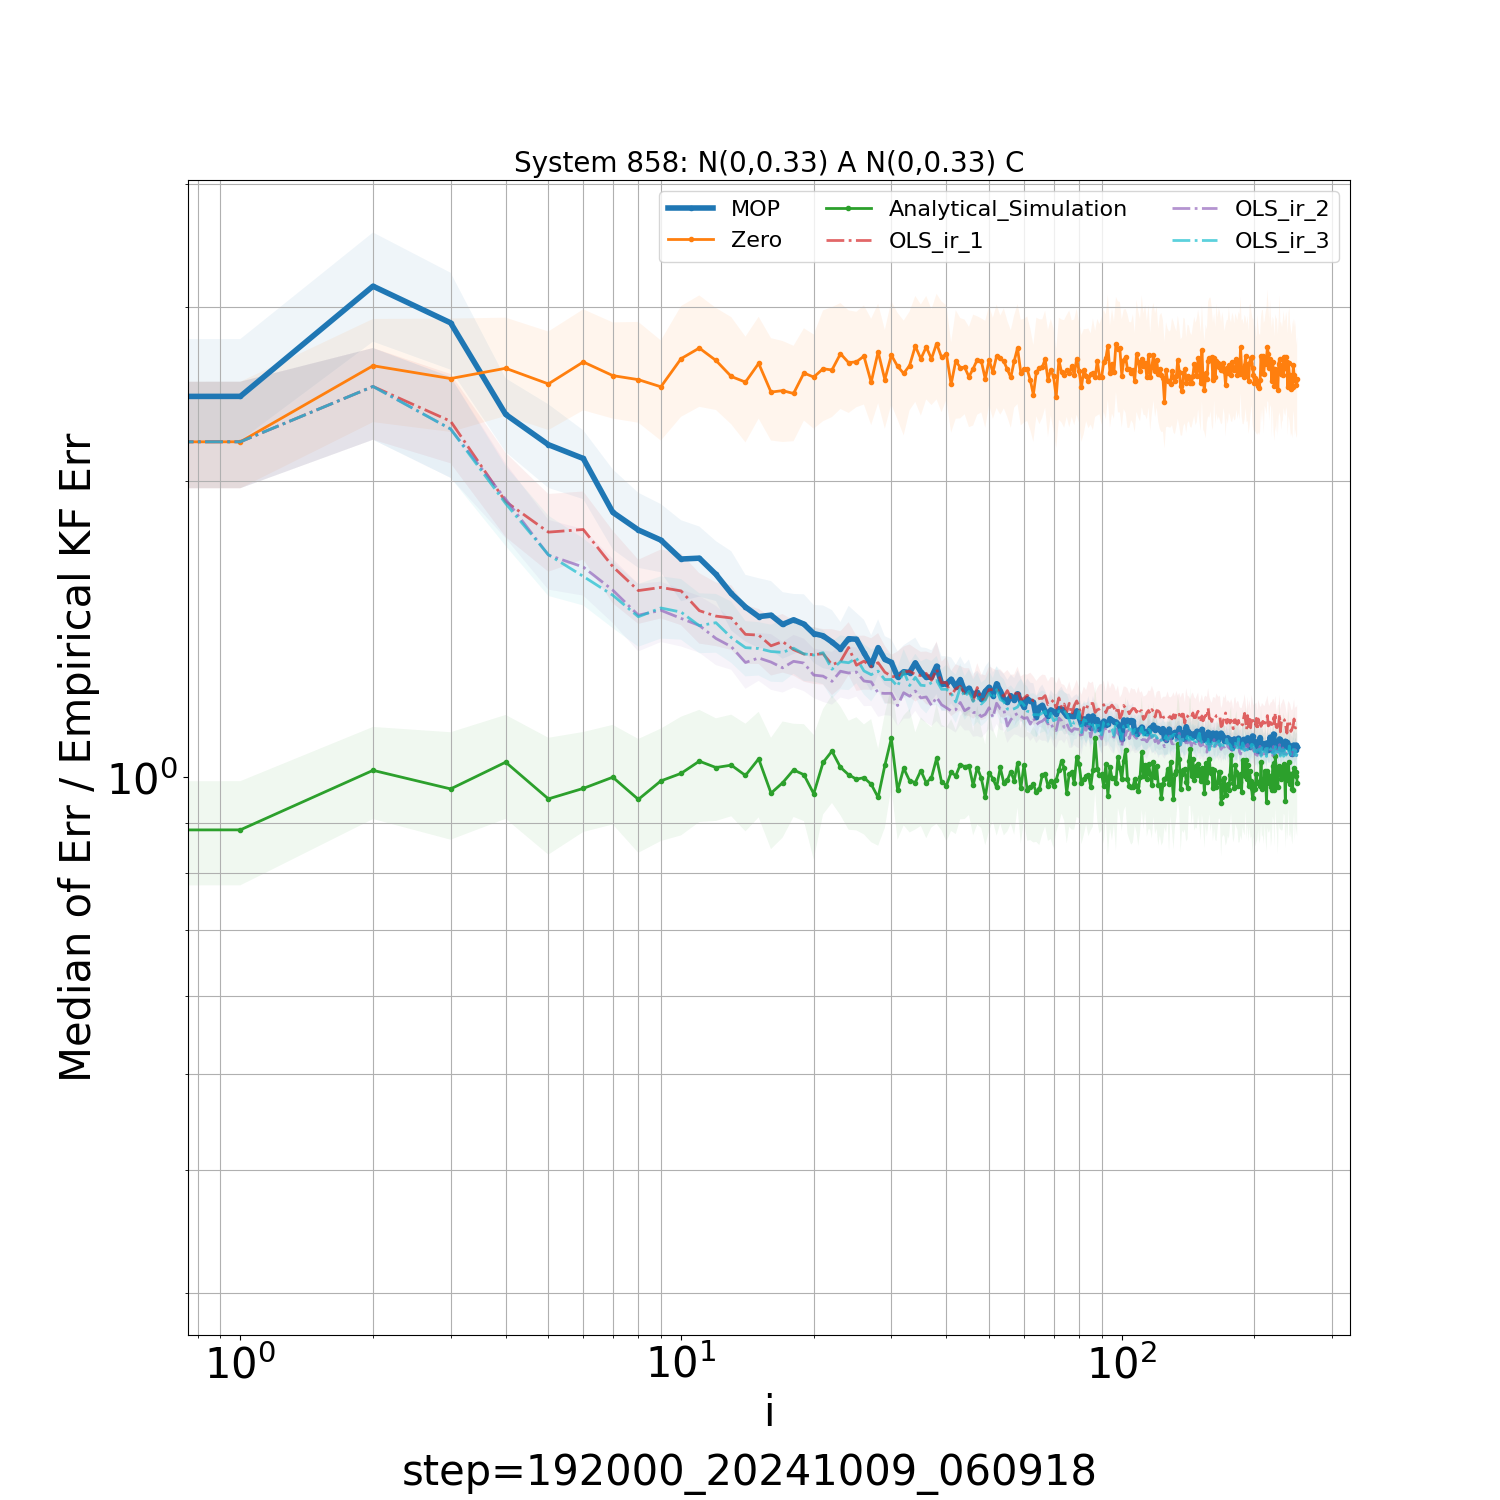 System 858: N(0,0.33) A N(0,0.33) C
MOP
Zero
Analytical_Simulation
OLS_ir_1
OLS_ir_2
OLS_ir_3
Median of Err / Empirical KF Err
10⁰
10⁰
10¹
10²
i
step=192000_20241009_060918